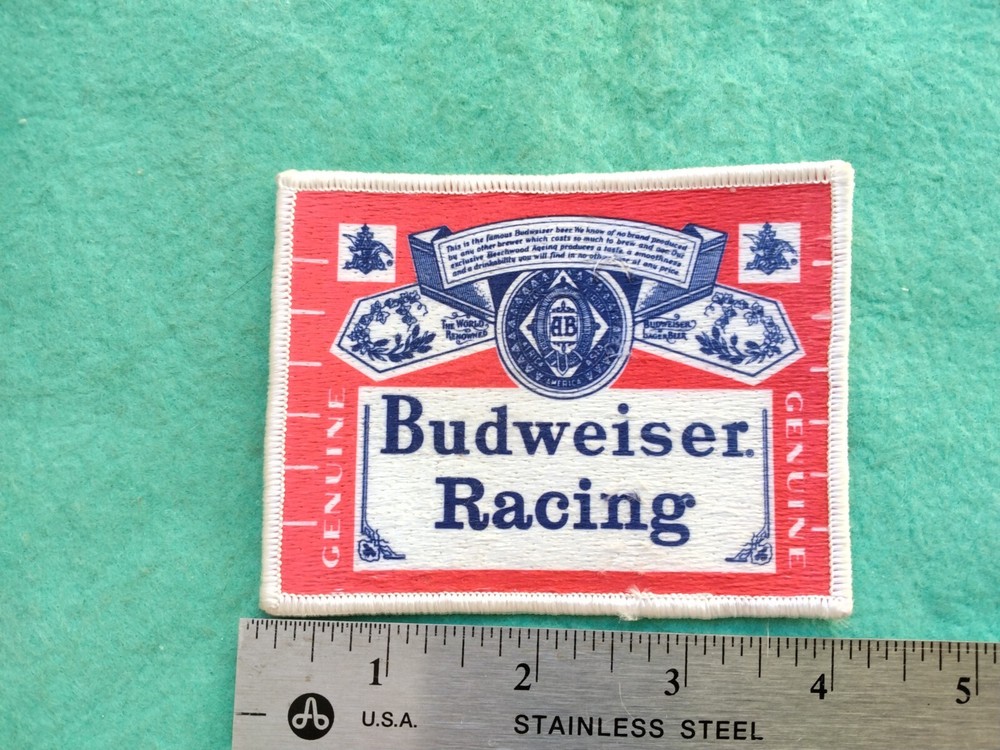 This is the famous Budweiser beer. We know of no brand produced
by any other brewer which costs so much to brew and age. Our
exclusive Beechwood Ageing produces a taste, a smoothness
and a drinkability you will find in no other beer at any price.
THE WORLD
RENOWNED
BUDWEISER
LAGER BEER
AB
AMERICA
GENUINE
GENUINE
Budweiser®
Racing
1 2 3 4 5
U.S.A.
STAINLESS STEEL